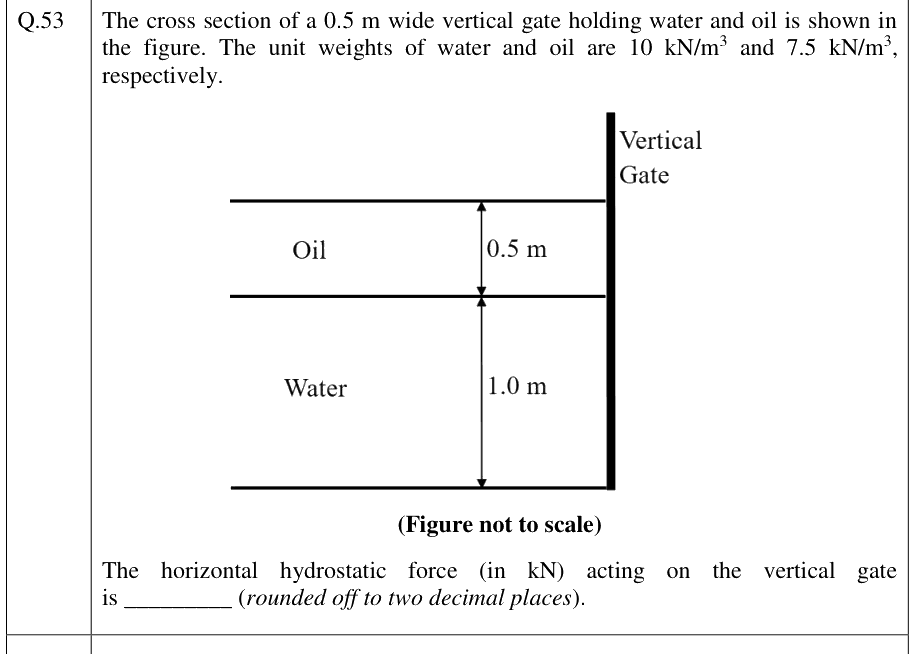 Q.53
The cross section of a 0.5 m wide vertical gate holding water and oil is shown in
the figure. The unit weights of water and oil are 10 kN/m³ and 7.5 kN/m³,
respectively.
Vertical
Gate
Oil
0.5 m
Water
1.0 m
(Figure not to scale)
The horizontal hydrostatic force (in kN) acting on the vertical gate
is __________ (rounded off to two decimal places).